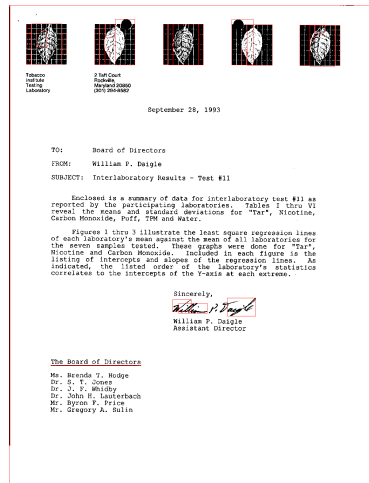 Tobacco
Institute
Testing
Laboratory
2 Taft Court
Rockville,
Maryland 20850
(301) 294-8582
September 28, 1993
TO: Board of Directors
FROM: William P. Daigle
SUBJECT: Interlaboratory Results - Test #11
Enclosed is a summary of data for interlaboratory test #11 as
reported by the participating laboratories. Tables I thru VI
reveal the means and standard deviations for "Tar", Nicotine,
Carbon Monoxide, Puff, TPM and Water.
Figures 1 thru 3 illustrate the least square regression lines
of each laboratory's mean against the mean of all laboratories for
the seven samples tested. These graphs were done for "Tar",
Nicotine and Carbon Monoxide. Included in each figure is the
listing of intercepts and slopes of the regression lines. As
indicated, the listed order of the laboratory's statistics
correlates to the intercepts of the Y-axis at each extreme.
Sincerely,
William P. Daigle
William P. Daigle
Assistant Director
The Board of Directors
Ms. Brenda T. Hodge
Dr. S. T. Jones
Dr. J. F. Whidby
Dr. John H. Lauterbach
Mr. Byron F. Price
Mr. Gregory A. Sulin